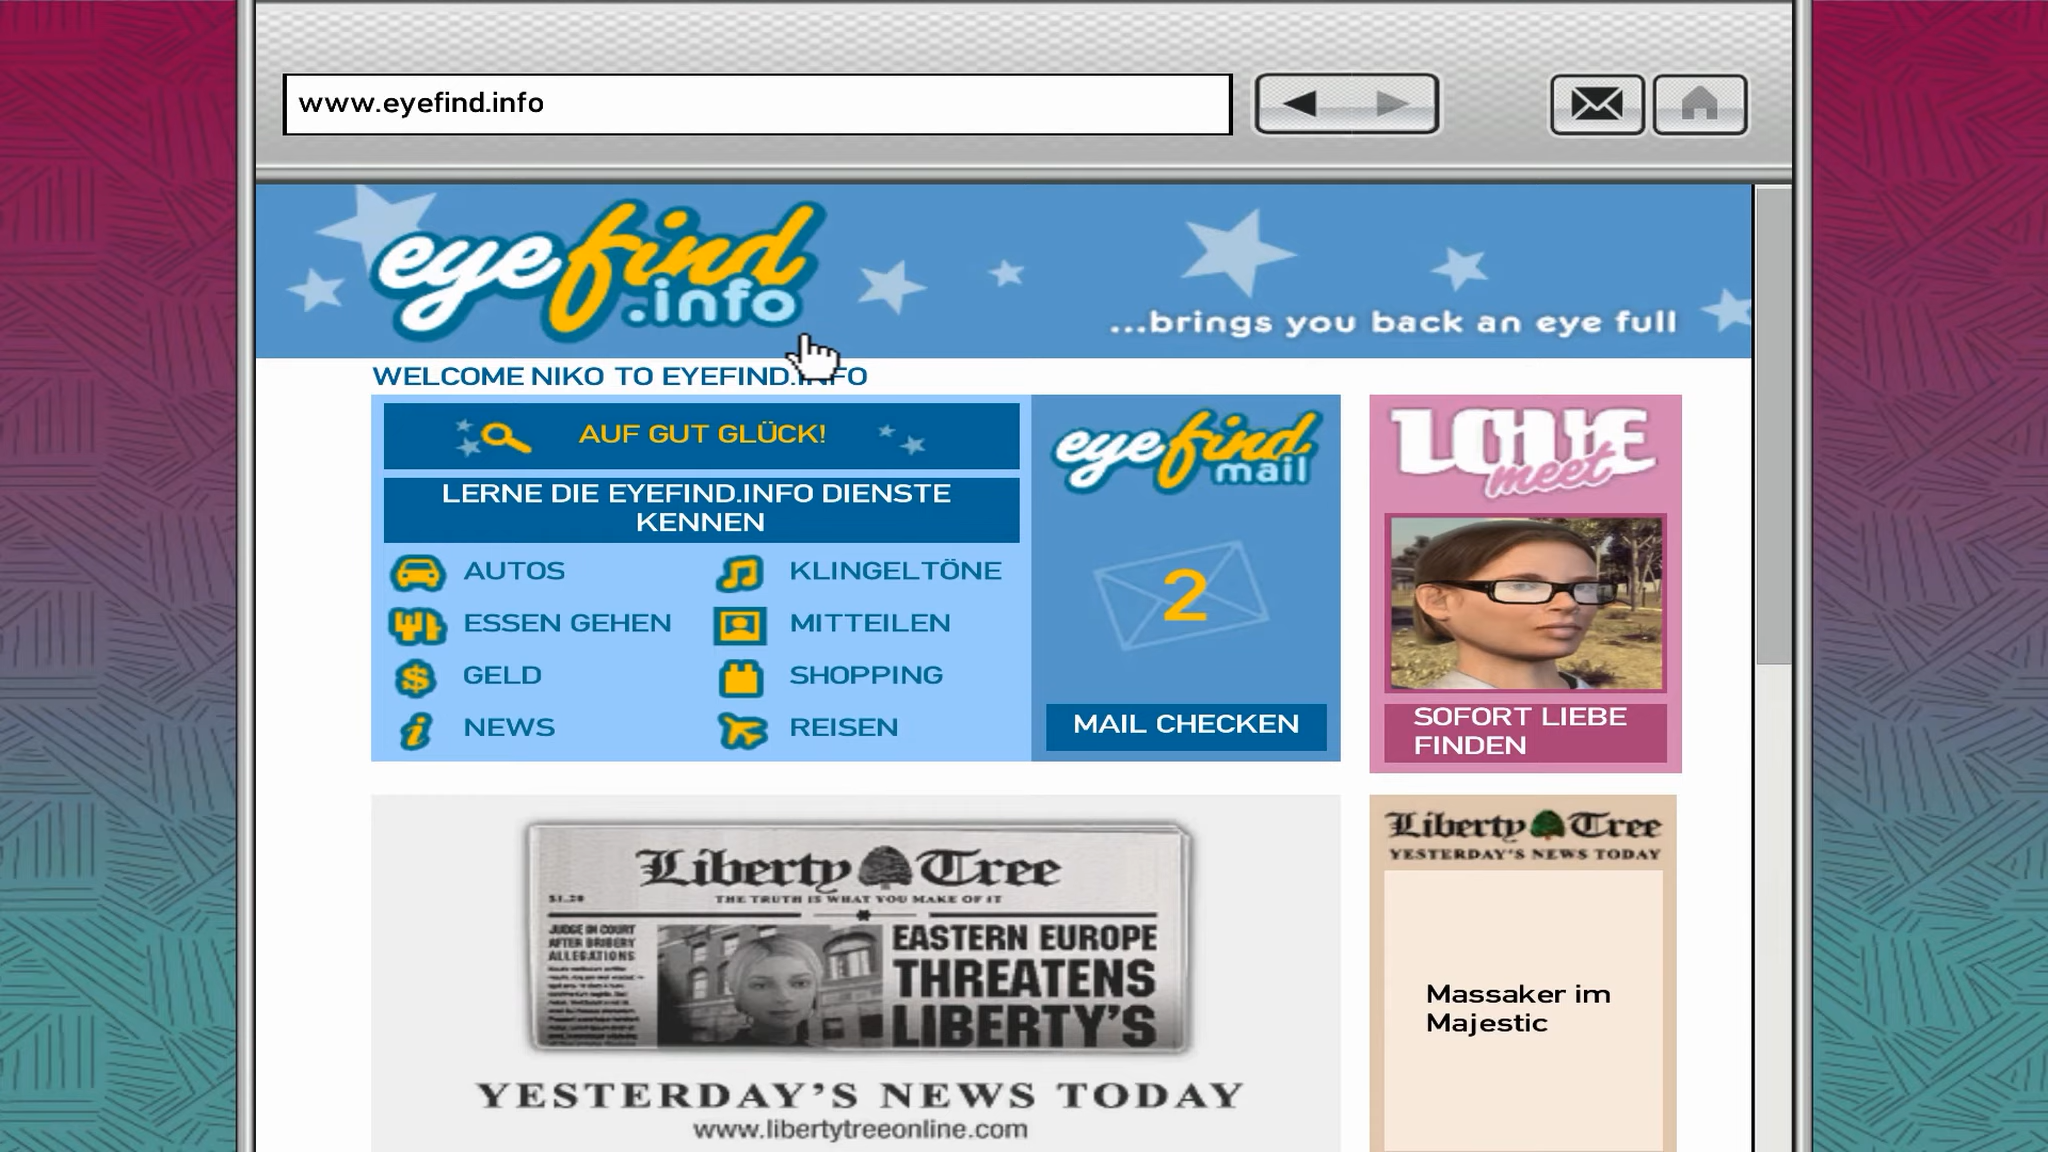 www.eyefind.info
eyefind
.info
...brings you back an eye full
WELCOME NIKO TO EYEFIND.INFO
AUF GUT GLÜCK!
LERNE DIE EYEFIND.INFO DIENSTE
KENNEN
AUTOS
KLINGELTÖNE
ESSEN GEHEN
MITTEILEN
GELD
SHOPPING
NEWS
REISEN
eyefind
mail
2
MAIL CHECKEN
LOVE
meet
SOFORT LIEBE
FINDEN
Liberty Tree
$1.20
THE TRUTH IS WHAT YOU MAKE OF IT
JUDGE IN COURT
AFTER BRIBERY
ALLEGATIONS
EASTERN EUROPE
THREATENS
LIBERTY'S
YESTERDAY'S NEWS TODAY
www.libertytreeonline.com
Liberty Tree
YESTERDAY'S NEWS TODAY
Massaker im
Majestic